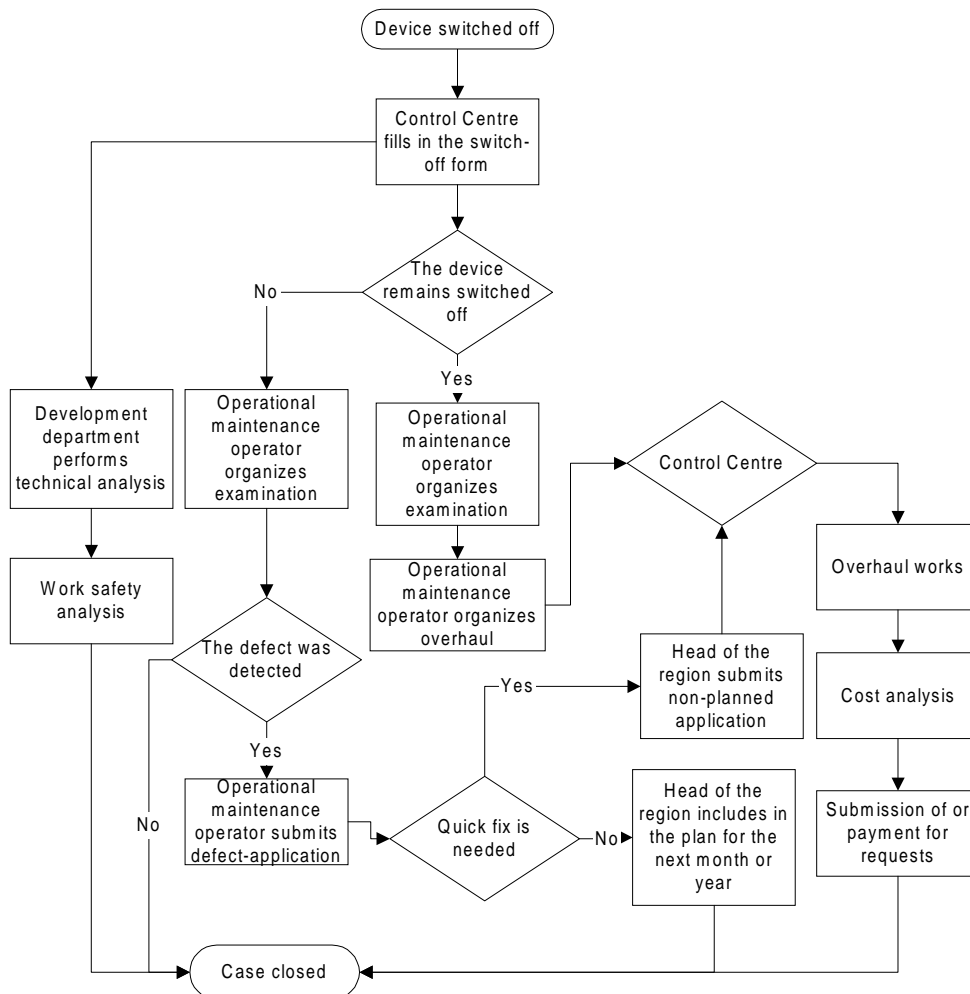 Device switched off
Control Centre
fills in the switch-
off form
The device
remains switched
off
No
Yes
Development
department
performs
technical analysis
Operational
maintenance
operator
organizes
examination
Operational
maintenance
operator
organizes
examination
Control Centre
Overhaul works
Work safety
analysis
Operational
maintenance
operator organizes
overhaul
The defect was
detected
Head of the
region submits
non-planned
application
Yes
Cost analysis
Yes
Operational
maintenance
operator submits
defect-application
No
Quick fix is
needed
No
Head of the
region includes in
the plan for the
next month or
year
Submission of or
payment for
requests
Case closed